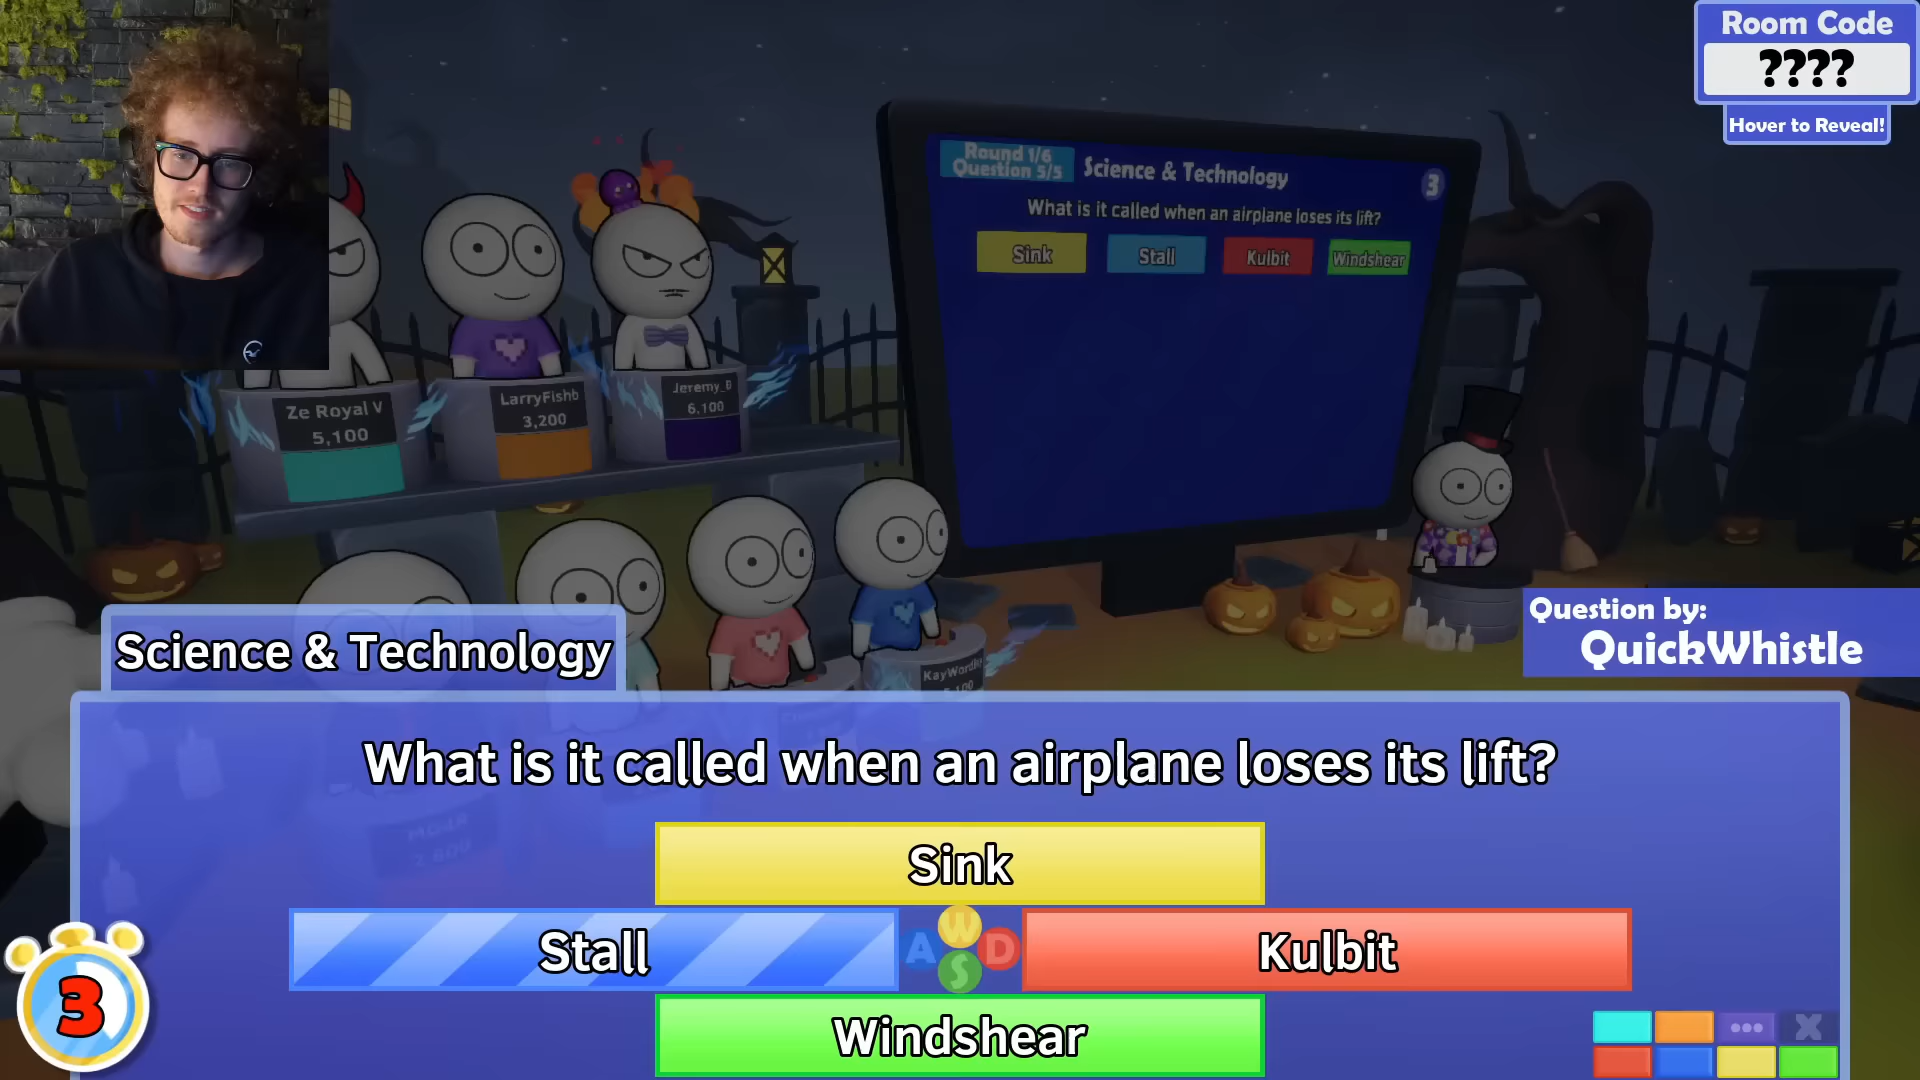 Room Code
????
Hover to Reveal!
Round 1/6
Question 5/5
Science & Technology
3
What is it called when an airplane loses its lift?
Sink
Stall
Kulbit
Windshear
Ze Royal V
5,100
LarryFishb
3,200
Jeremy_B
6,100
KayWordle
Question by:
QuickWhistle
Science & Technology
What is it called when an airplane loses its lift?
Sink
Stall
W
A
D
S
Kulbit
Windshear
3
X